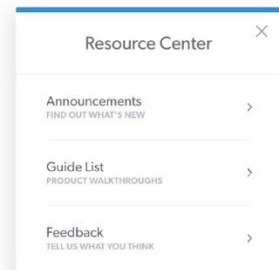 Resource Center
Announcements
FIND OUT WHAT'S NEW
Guide List
PRODUCT WALKTHROUGHS
Feedback
TELL US WHAT YOU THINK